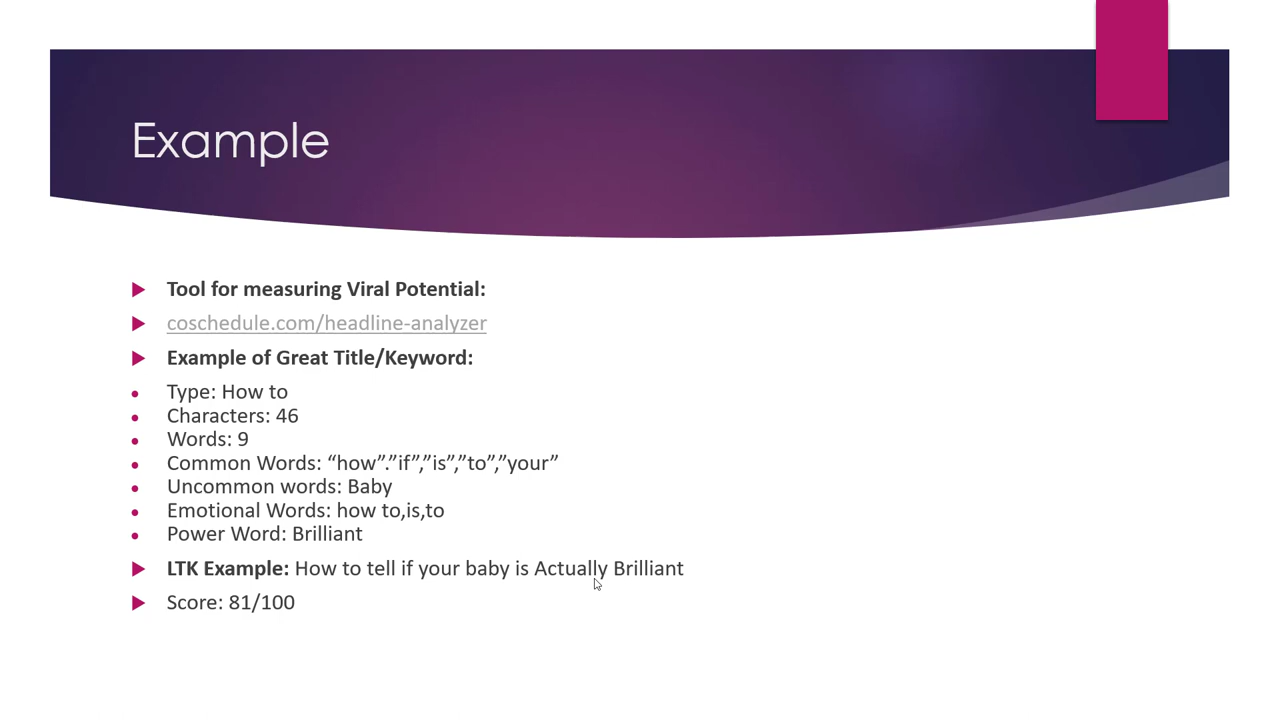 Example
Tool for measuring Viral Potential:
coschedule.com/headline-analyzer
Example of Great Title/Keyword:
Type: How to
Characters: 46
Words: 9
Common Words: “how”.”if”,”is”,”to”,”your”
Uncommon words: Baby
Emotional Words: how to,is,to
Power Word: Brilliant
LTK Example: How to tell if your baby is Actually Brilliant
Score: 81/100